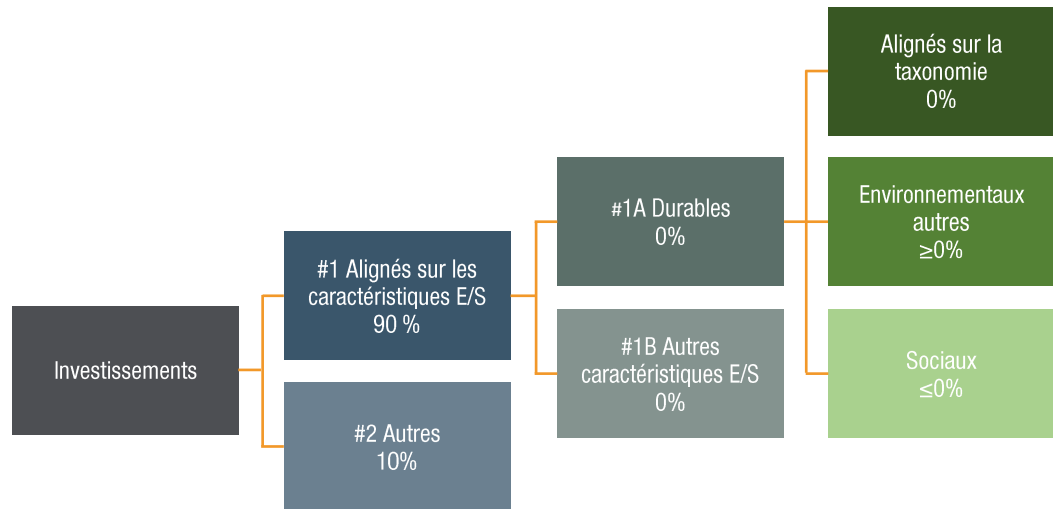 Investissements
#1 Alignés sur les
caractéristiques E/S
90 %
#2 Autres
10%
#1A Durables
0%
#1B Autres
caractéristiques E/S
0%
Alignés sur la
taxonomie
0%
Environnementaux
autres
≥0%
Sociaux
≤0%